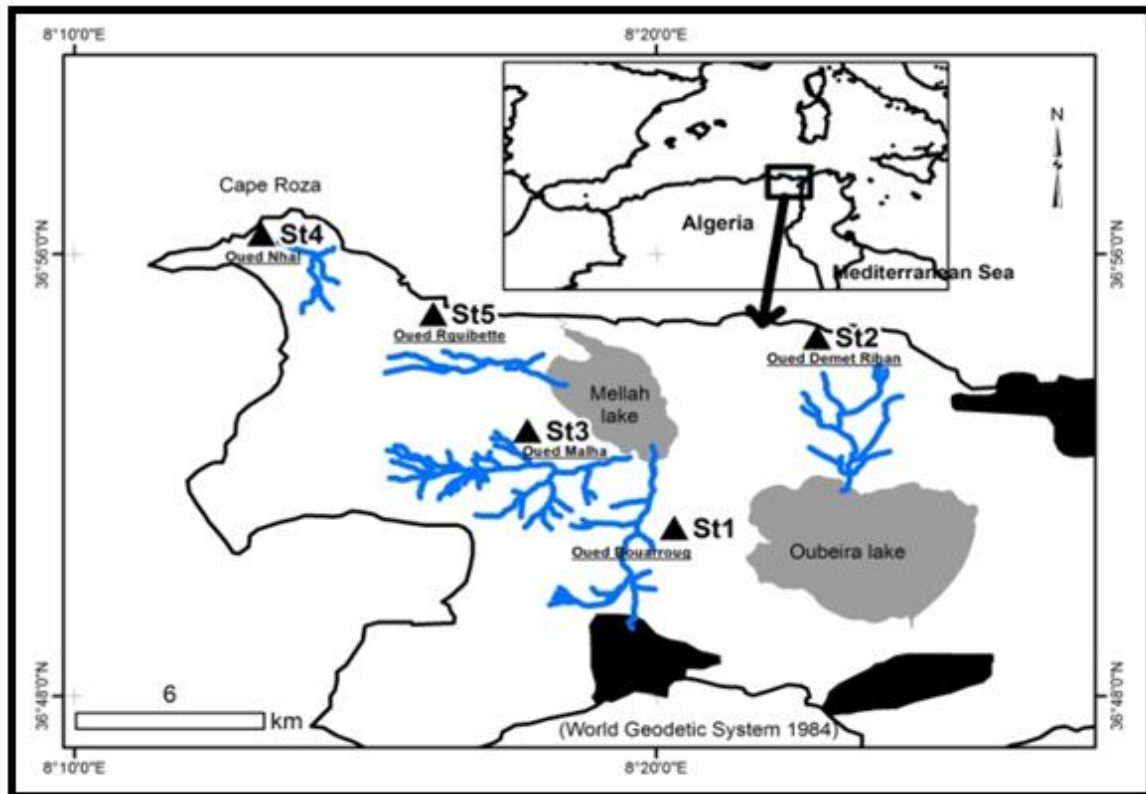 8°10'0"E
8°20'0"E
N
Cape Roza
Algeria
Mediterranean Sea
36°56'0"N
36°56'0"N
St4
Oued Nhal
St5
Oued Rguibette
St2
Oued Demet Rihan
Mellah
lake
St3
Oued Malha
St1
Oued Bouarroug
Oubeira lake
36°48'0"N
36°48'0"N
6
km
(World Geodetic System 1984)
8°10'0"E
8°20'0"E